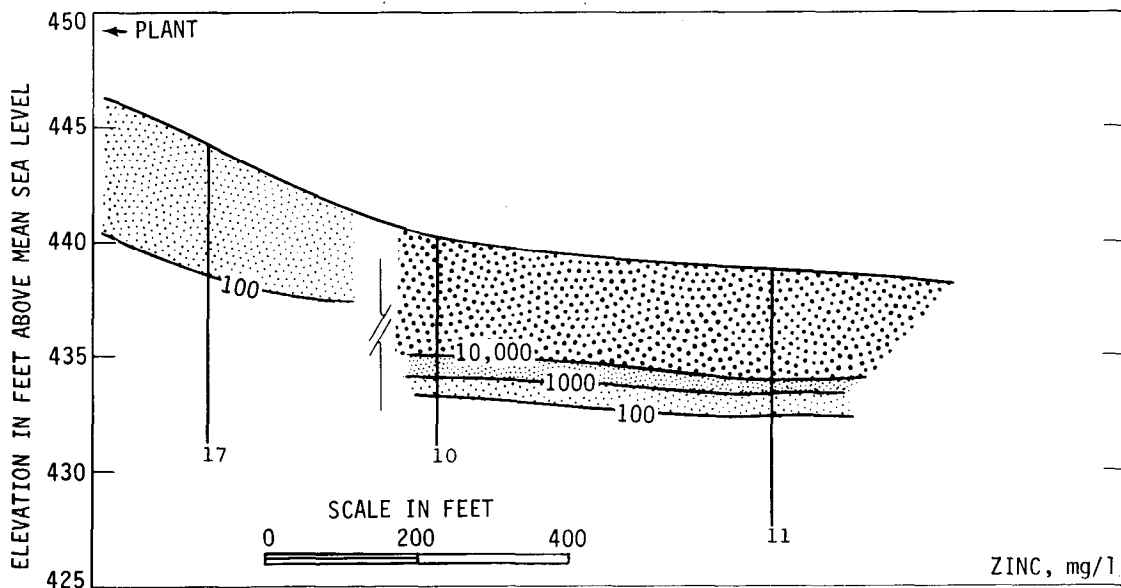 450
← PLANT
445
440
435
430
425
ELEVATION IN FEET ABOVE MEAN SEA LEVEL
100
10,000
1000
100
17
10
11
SCALE IN FEET
0 200 400
ZINC, mg/l